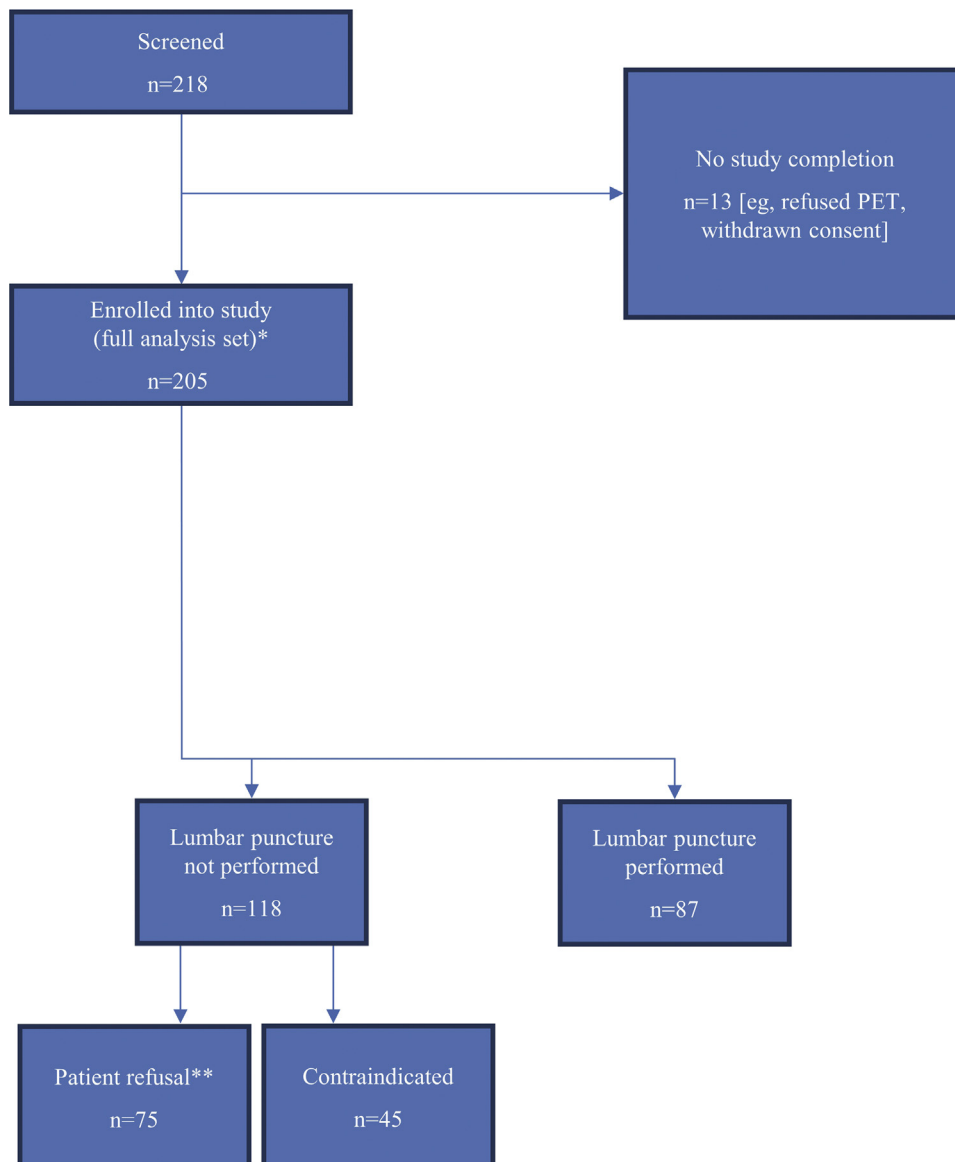 Screened
n=218
No study completion
n=13 [eg, refused PET,
withdrawn consent]
Enrolled into study
(full analysis set)*
n=205
Lumbar puncture
not performed
n=118
Lumbar puncture
performed
n=87
Patient refusal**
n=75
Contraindicated
n=45